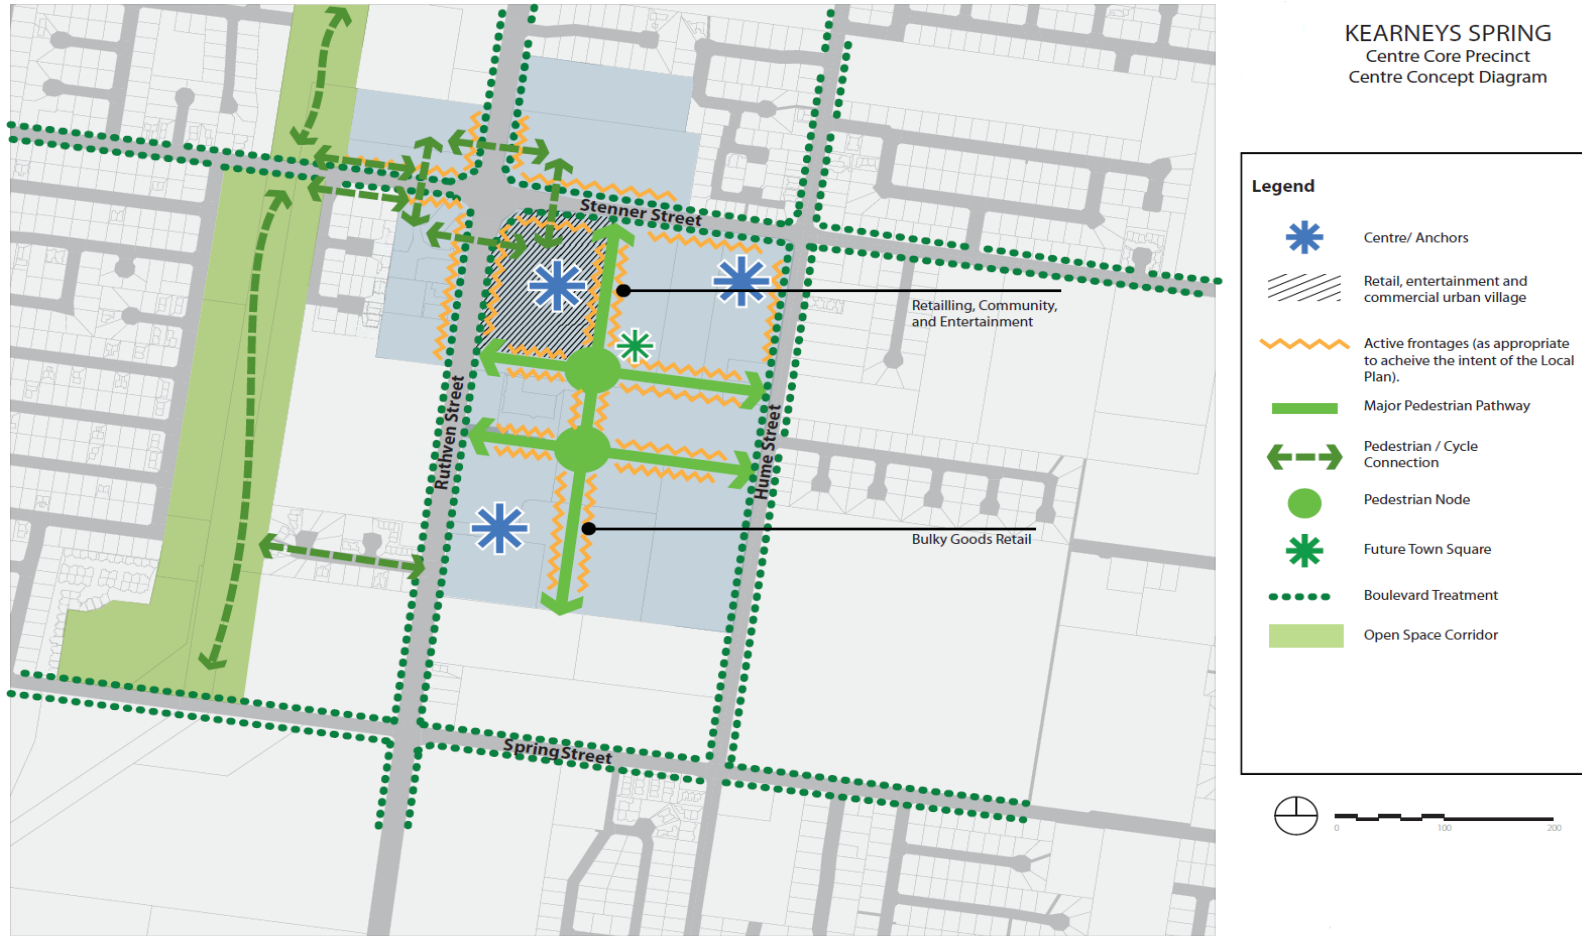 KEARNEYS SPRING
Centre Core Precinct
Centre Concept Diagram
Legend
Centre/ Anchors
Retail, entertainment and
commercial urban village
Active frontages (as appropriate
to acheive the intent of the Local
Plan).
Major Pedestrian Pathway
Pedestrian / Cycle
Connection
Pedestrian Node
Future Town Square
Boulevard Treatment
Open Space Corridor
0 100 200
Stenner Street
Retailling, Community,
and Entertainment
Ruthven Street
Hume Street
Bulky Goods Retail
Spring Street